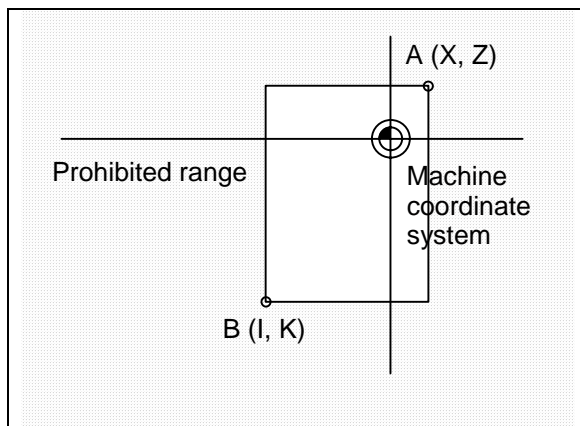 A (X, Z)
Prohibited range
Machine
coordinate
system
B (I, K)